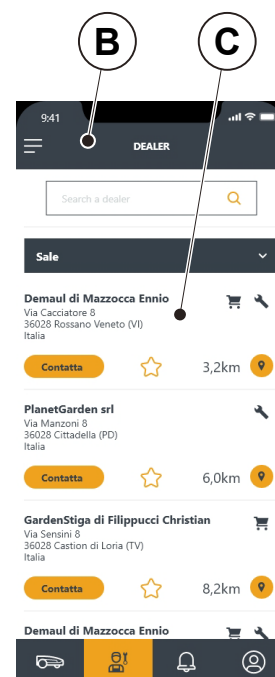 B
C
9:41
DEALER
Search a dealer
Sale
Demaul di Mazzocca Ennio
Via Cacciatore 8
36028 Rossano Veneto (VI)
Italia
Contatta
3,2km
PlanetGarden srl
Via Manzoni 8
36028 Cittadella (PD)
Italia
Contatta
6,0km
GardenStiga di Filippucci Christian
Via Sensini 8
36028 Castion di Loria (TV)
Italia
Contatta
8,2km
Demaul di Mazzocca Ennio